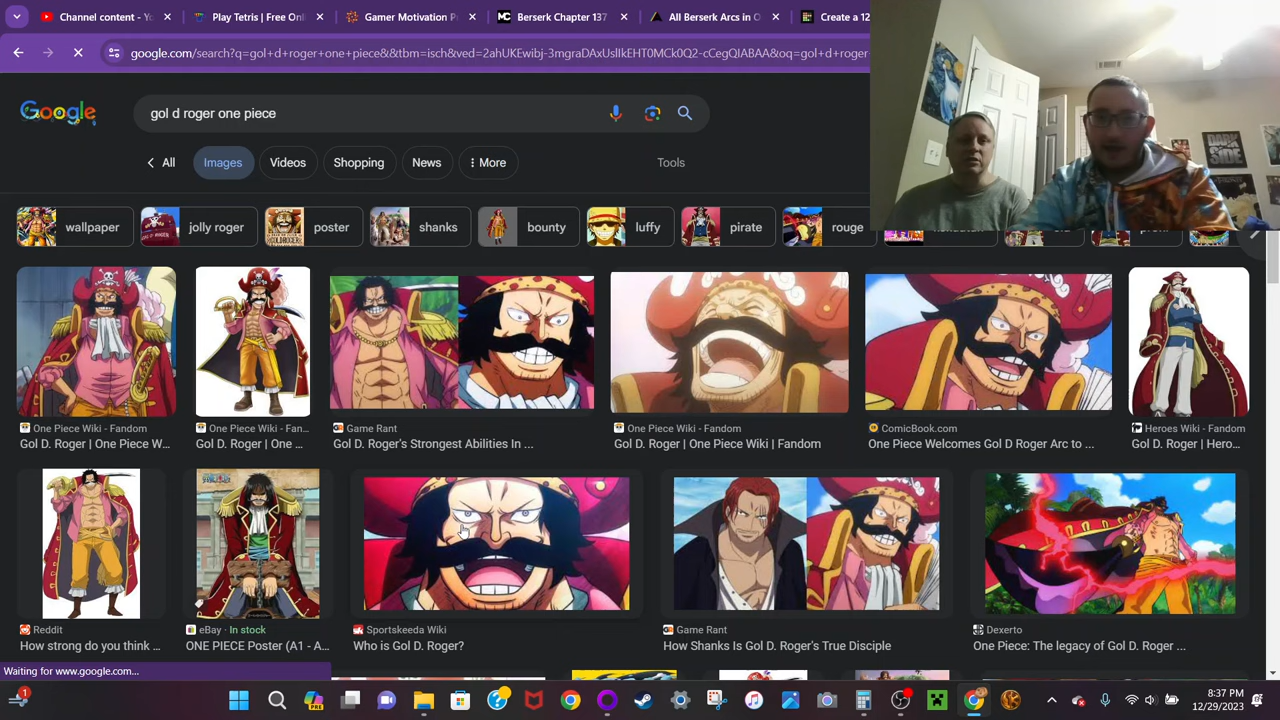 Channel content - Yo
Play Tetris | Free Onl
Gamer Motivation P
Berserk Chapter 137
All Berserk Arcs in O
Create a 12
google.com/search?q=gol+d+roger+one+piece&&tbm=isch&ved=2ahUKEwibj-3mgraDAxUslIkEHT0MCk0Q2-cCegQIABAA&oq=gol+d+roger
Google
gol d roger one piece
All
Images
Videos
Shopping
News
More
Tools
wallpaper
jolly roger
poster
shanks
bounty
luffy
pirate
rouge
DARK
SIDE
One Piece Wiki - Fandom
Gol D. Roger | One Piece W...
One Piece Wiki - Fan...
Gol D. Roger | One ...
Game Rant
Gol D. Roger's Strongest Abilities In ...
One Piece Wiki - Fandom
Gol D. Roger | One Piece Wiki | Fandom
ComicBook.com
One Piece Welcomes Gol D Roger Arc to ...
Heroes Wiki - Fandom
Gol D. Roger | Hero...
Reddit
How strong do you think ...
eBay · In stock
ONE PIECE Poster (A1 - A...
Sportskeeda Wiki
Who is Gol D. Roger?
Game Rant
How Shanks Is Gol D. Roger's True Disciple
Dexerto
One Piece: The legacy of Gol D. Roger ...
Waiting for www.google.com...
1
PRE
8:37 PM
12/29/2023